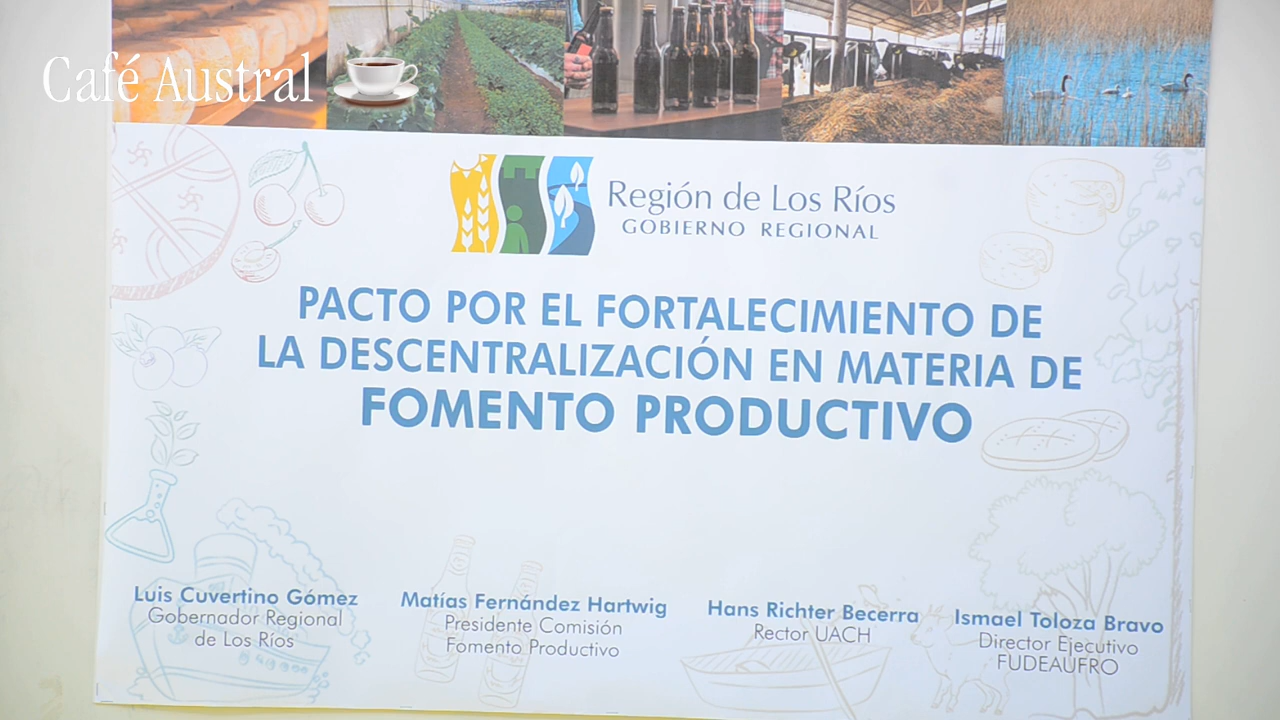 Café Austral
Región de Los Ríos
GOBIERNO REGIONAL
PACTO POR EL FORTALECIMIENTO DE
LA DESCENTRALIZACIÓN EN MATERIA DE
FOMENTO PRODUCTIVO
Luis Cuvertino Gómez
Gobernador Regional
de Los Ríos
Matías Fernández Hartwig
Presidente Comisión
Fomento Productivo
Hans Richter Becerra
Rector UACH
Ismael Toloza Bravo
Director Ejecutivo
FUDEAUFRO